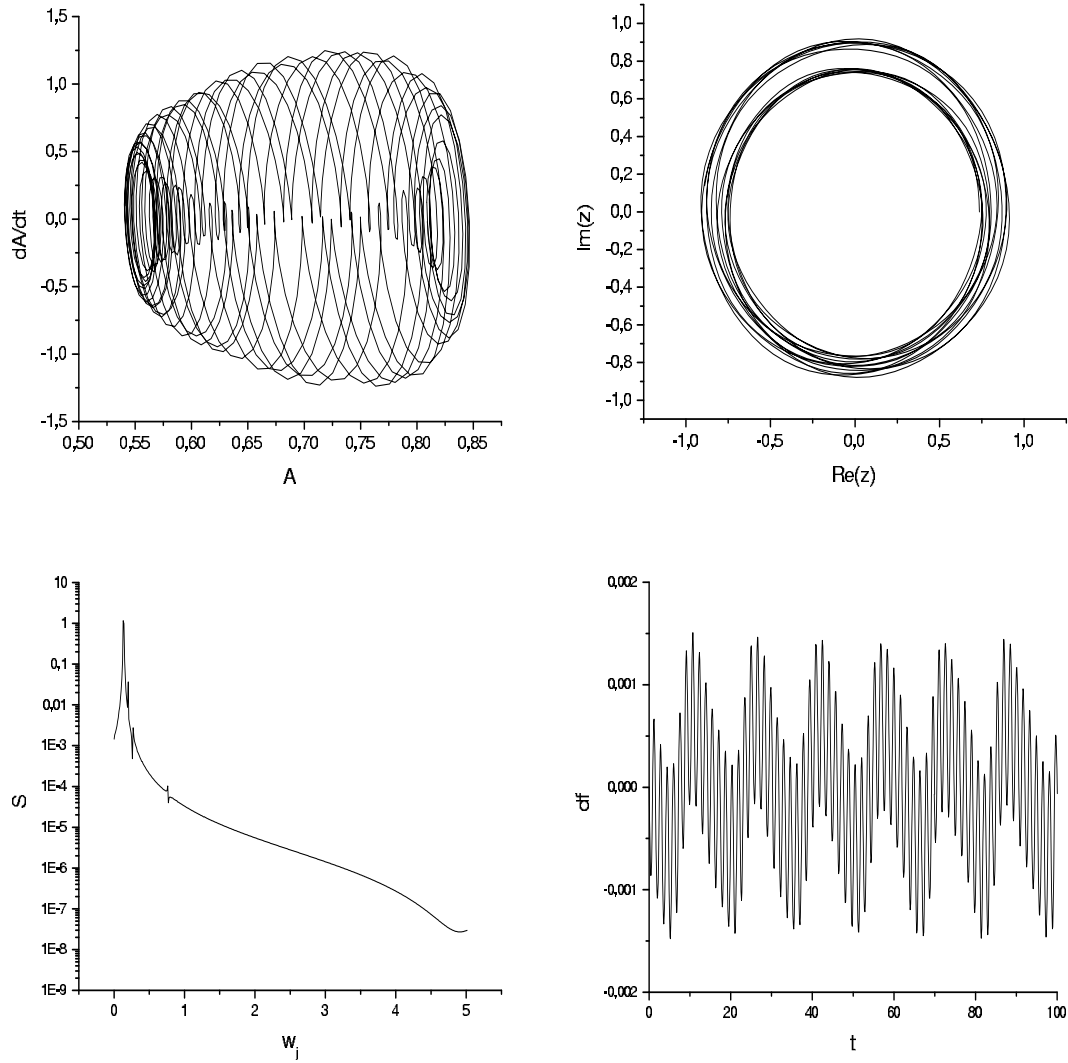 1,5
1,0
0,5
0,0
-0,5
-1,0
-1,5
dA/dt
0,50 0,55 0,60 0,65 0,70 0,75 0,80 0,85
A
1,0
0,8
0,6
0,4
0,2
0,0
-0,2
-0,4
-0,6
-0,8
-1,0
Im(z)
-1,0 -0,5 0,0 0,5 1,0
Re(z)
10
1
0,1
0,01
1E-3
1E-4
1E-5
1E-6
1E-7
1E-8
1E-9
S
0 1 2 3 4 5
w_j
0,002
0,001
0,000
-0,001
-0,002
df
0 20 40 60 80 100
t